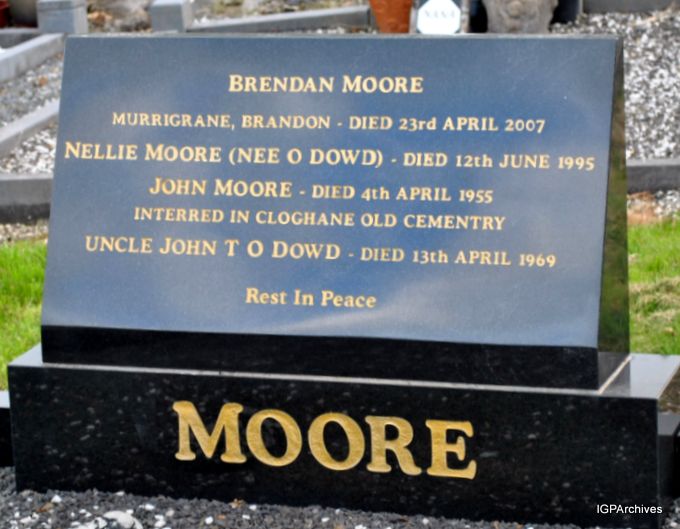 NANA
BRENDAN MOORE
MURRIGRANE, BRANDON - DIED 23rd APRIL 2007
NELLIE MOORE (NEE O DOWD) - DIED 12th JUNE 1995
JOHN MOORE - DIED 4th APRIL 1955
INTERRED IN CLOGHANE OLD CEMENTRY
UNCLE JOHN T O DOWD - DIED 13th APRIL 1969
Rest In Peace
MOORE
IGPArchives